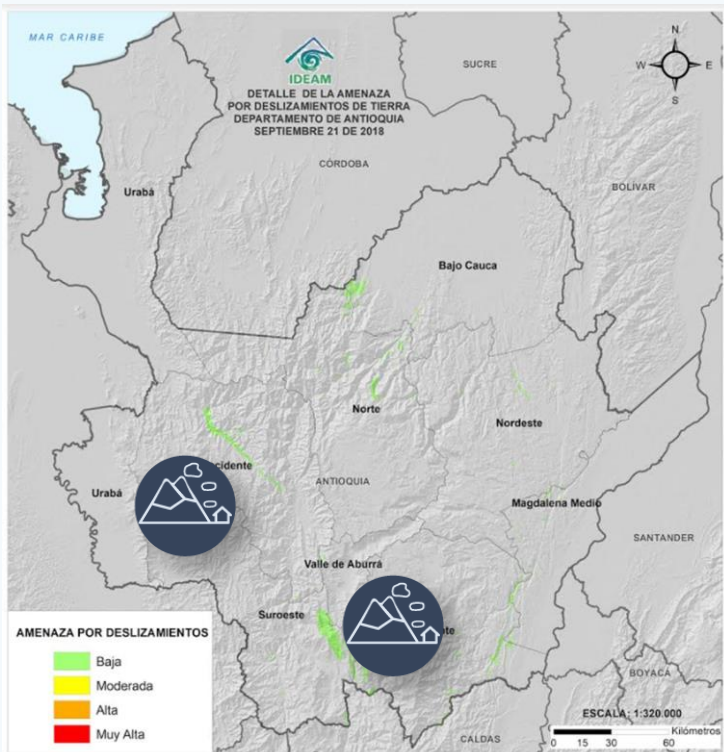 MAR CARIBE
IDEAM
DETALLE DE LA AMENAZA
POR DESLIZAMIENTOS DE TIERRA
DEPARTAMENTO DE ANTIOQUIA
SEPTIEMBRE 21 DE 2018
N
W E
S
SUCRE
CÓRDOBA
BOLÍVAR
Urabá
Bajo Cauca
Norte
Nordeste
cidente
ANTIOQUIA
Urabá
Magdalena Medio
SANTANDER
Valle de Aburrá
Suroeste
te
BOYACÁ
CALDAS
AMENAZA POR DESLIZAMIENTOS
Baja
Moderada
Alta
Muy Alta
ESCALA: 1:320.000
Kilómetros
0 15 30 60